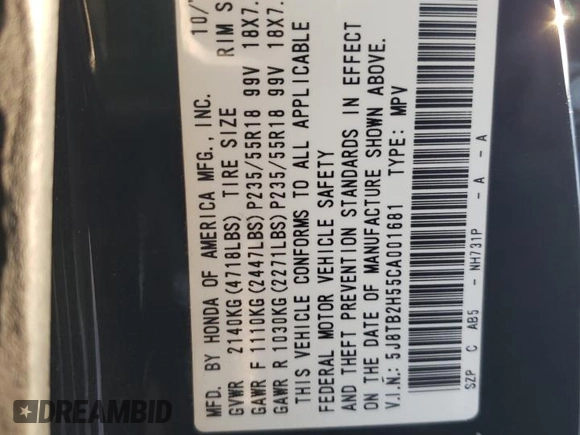 MFD. BY HONDA OF AMERICA MFG., INC. 10/
GVWR 2140KG(4718LBS) TIRE SIZE RIM S
GAWR F 1110KG(2447LBS)P235/55R18 99V 18X7.
GAWR R 1030KG(2271LBS)P235/55R18 99V 18X7.
THIS VEHICLE CONFORMS TO ALL APPLICABLE
FEDERAL MOTOR VEHICLE SAFETY
AND THEFT PREVENTION STANDARDS IN EFFECT
ON THE DATE OF MANUFACTURE SHOWN ABOVE.
V.I.N.: 5J8TB2H55CA001681 TYPE: MPV
SZP C AB5 - NH731P - A - A
DREAMBID